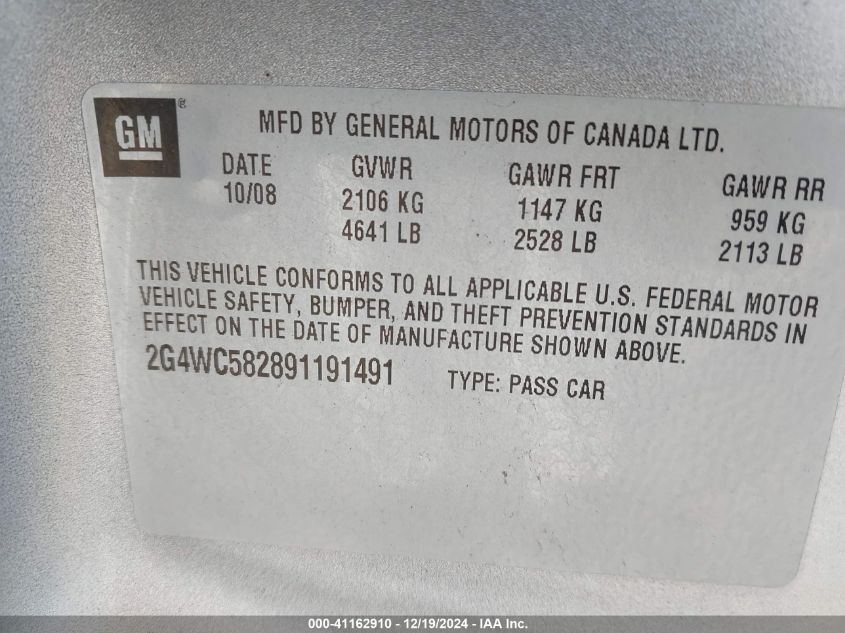 GM®
MFD BY GENERAL MOTORS OF CANADA LTD.
DATE GVWR GAWR FRT GAWR RR
10/08 2106 KG 1147 KG 959 KG
4641 LB 2528 LB 2113 LB
THIS VEHICLE CONFORMS TO ALL APPLICABLE U.S. FEDERAL MOTOR
VEHICLE SAFETY, BUMPER, AND THEFT PREVENTION STANDARDS IN
EFFECT ON THE DATE OF MANUFACTURE SHOWN ABOVE.
2G4WC582891191491 TYPE: PASS CAR
000-41162910 - 12/19/2024 - IAA Inc.